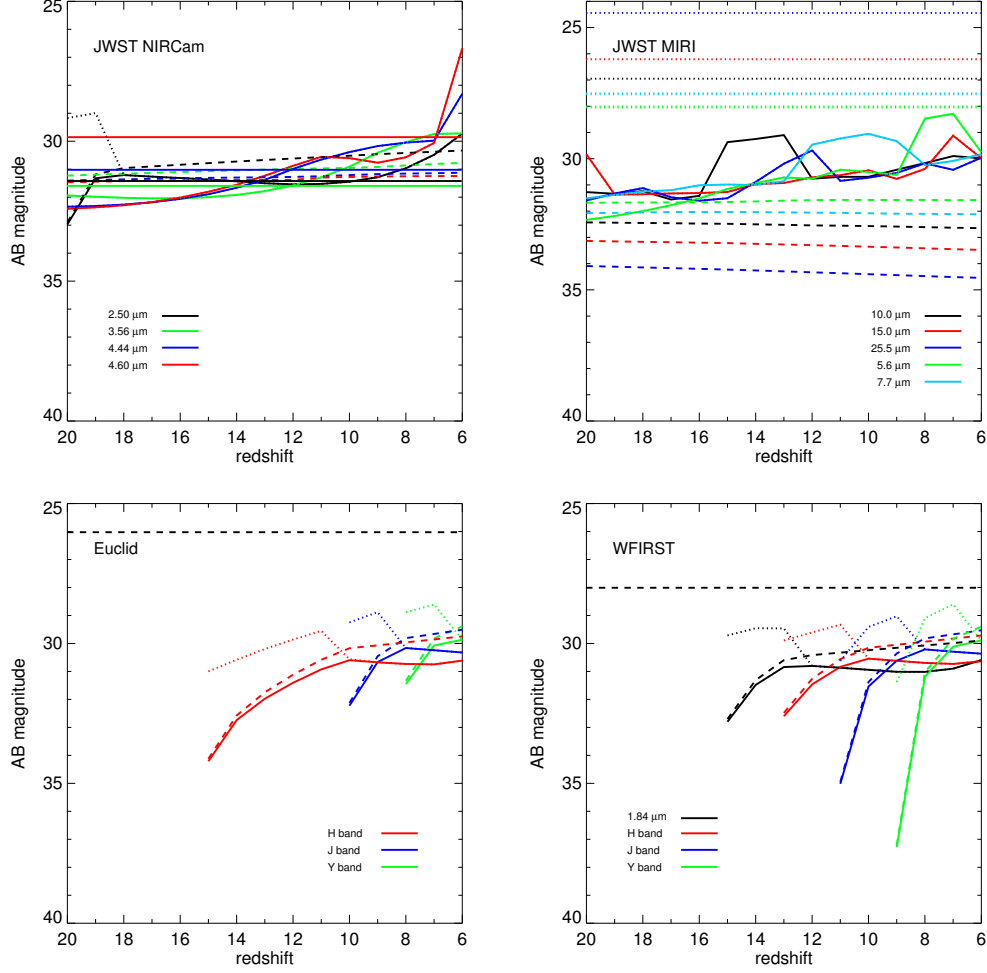 JWST NIRCam
AB magnitude
25
30
35
40
2.50 μm
3.56 μm
4.44 μm
4.60 μm
20 18 16 14 12 10 8 6
redshift
JWST MIRI
AB magnitude
25
30
35
40
10.0 μm
15.0 μm
25.5 μm
5.6 μm
7.7 μm
20 18 16 14 12 10 8 6
redshift
Euclid
AB magnitude
25
30
35
40
H band
J band
Y band
20 18 16 14 12 10 8 6
redshift
WFIRST
AB magnitude
25
30
35
40
1.84 μm
H band
J band
Y band
20 18 16 14 12 10 8 6
redshift